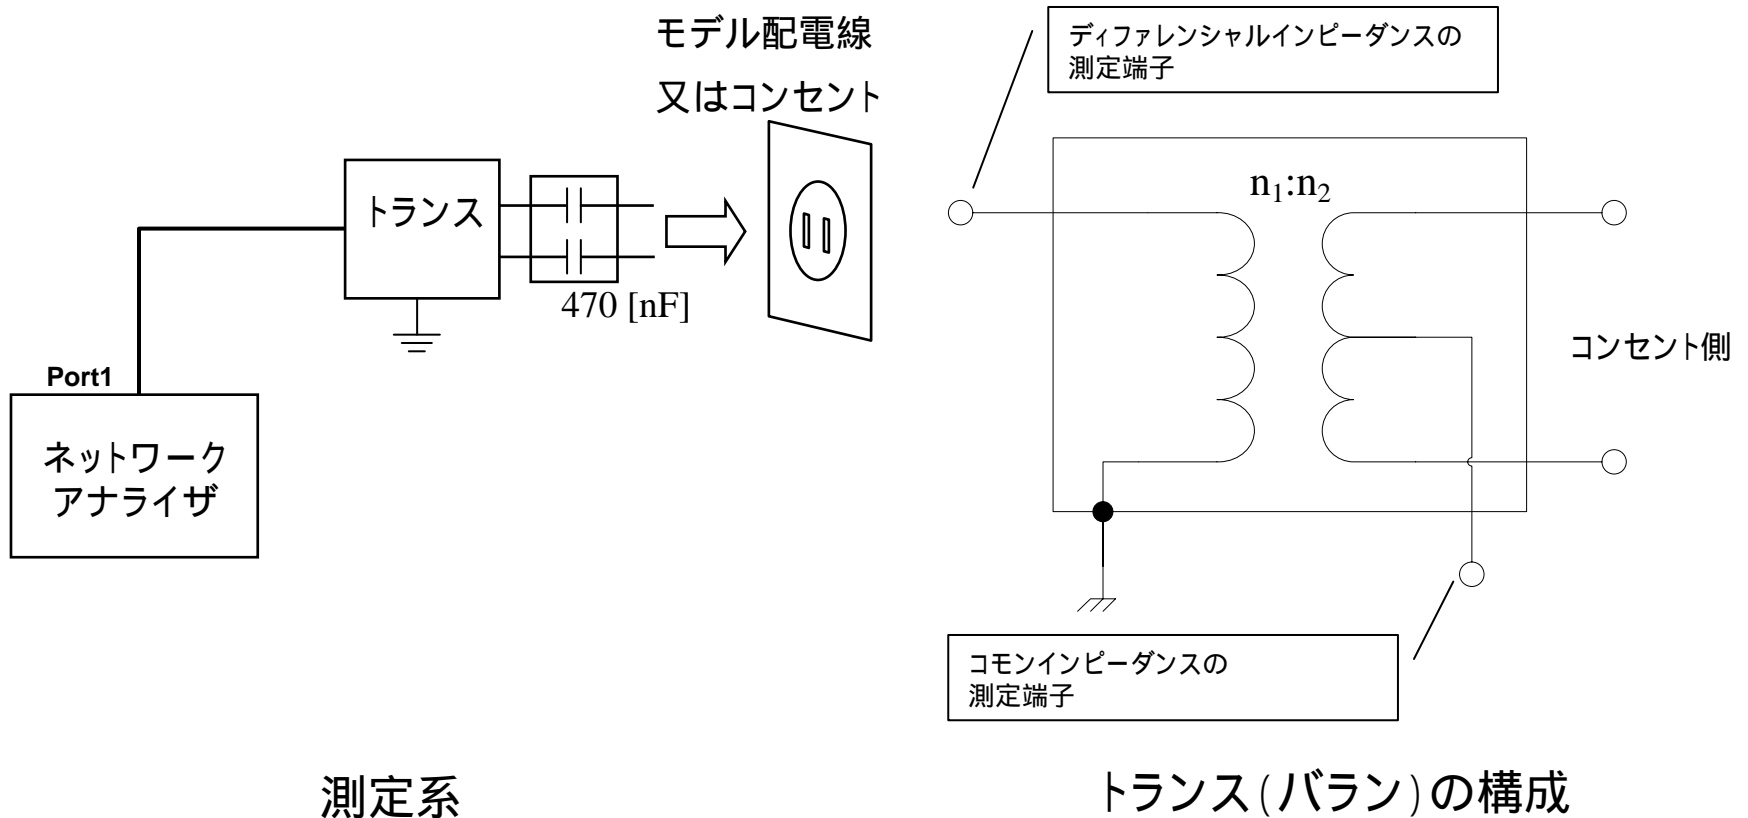 モデル配電線
又はコンセント
トランス
470 [nF]
Port1
ネットワーク
アナライザ
測定系
ディファレンシャルインピーダンスの
測定端子
n₁:n₂
コンセント側
コモンインピーダンスの
測定端子
トランス(バラン)の構成